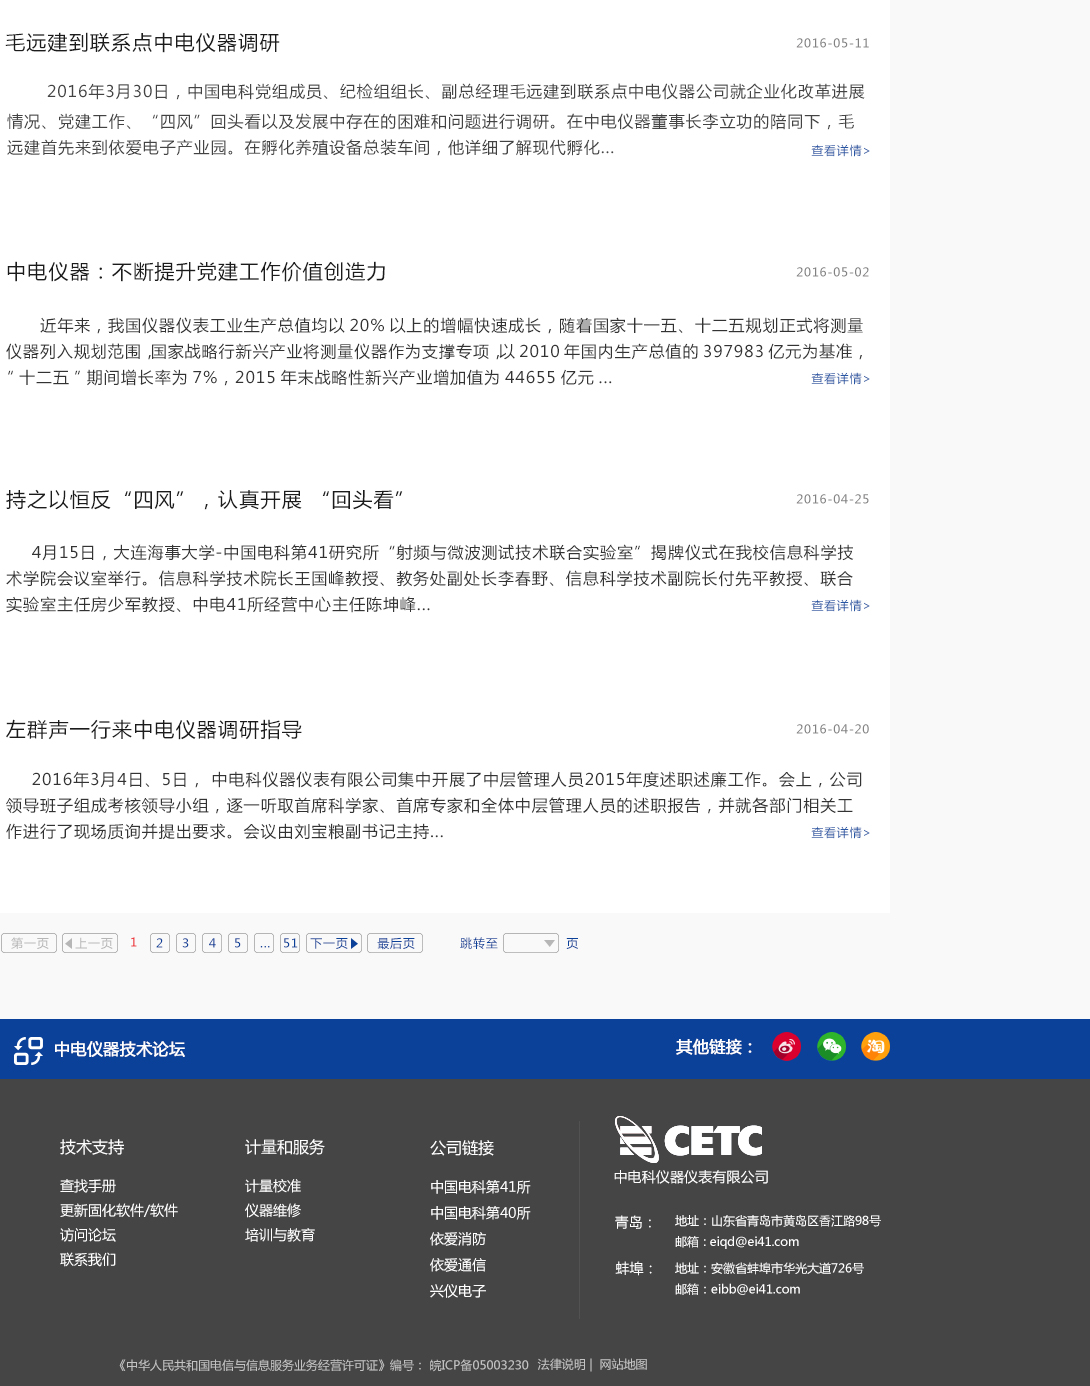 毛远建到联系点中电仪器调研
2016-05-11
2016年3月30日，中国电科党组成员、纪检组组长、副总经理毛远建到联系点中电仪器公司就企业化改革进展
情况、党建工作、“四风”回头看以及发展中存在的困难和问题进行调研。在中电仪器董事长李立功的陪同下，毛
远建首先来到依爱电子产业园。在孵化养殖设备总装车间，他详细了解现代孵化...
查看详情>
中电仪器：不断提升党建工作价值创造力
2016-05-02
近年来，我国仪器仪表工业生产总值均以 20% 以上的增幅快速成长，随着国家十一五、十二五规划正式将测量
仪器列入规划范围 ,国家战略行新兴产业将测量仪器作为支撑专项 ,以 2010 年国内生产总值的 397983 亿元为基准，
”十二五”期间增长率为 7%，2015 年末战略性新兴产业增加值为 44655 亿元 ...
查看详情>
持之以恒反“四风”，认真开展 “回头看”
2016-04-25
4月15日，大连海事大学-中国电科第41研究所“射频与微波测试技术联合实验室”揭牌仪式在我校信息科学技
术学院会议室举行。信息科学技术院长王国峰教授、教务处副处长李春野、信息科学技术副院长付先平教授、联合
实验室主任房少军教授、中电41所经营中心主任陈坤峰...
查看详情>
左群声一行来中电仪器调研指导
2016-04-20
2016年3月4日、5日， 中电科仪器仪表有限公司集中开展了中层管理人员2015年度述职述廉工作。会上，公司
领导班子组成考核领导小组，逐一听取首席科学家、首席专家和全体中层管理人员的述职报告，并就各部门相关工
作进行了现场质询并提出要求。会议由刘宝粮副书记主持...
查看详情>
第一页 上一页 1 2 3 4 5 ... 51 下一页 最后页 跳转至 页
中电仪器技术论坛
其他链接：
淘
技术支持
查找手册
更新固化软件/软件
访问论坛
联系我们
计量和服务
计量校准
仪器维修
培训与教育
公司链接
中国电科第41所
中国电科第40所
依爱消防
依爱通信
兴仪电子
CETC
中电科仪器仪表有限公司
青岛： 地址：山东省青岛市黄岛区香江路98号
邮箱：eiqd@ei41.com
蚌埠： 地址：安徽省蚌埠市华光大道726号
邮箱：eibb@ei41.com
《中华人民共和国电信与信息服务业务经营许可证》编号： 皖ICP备05003230 法律说明 | 网站地图